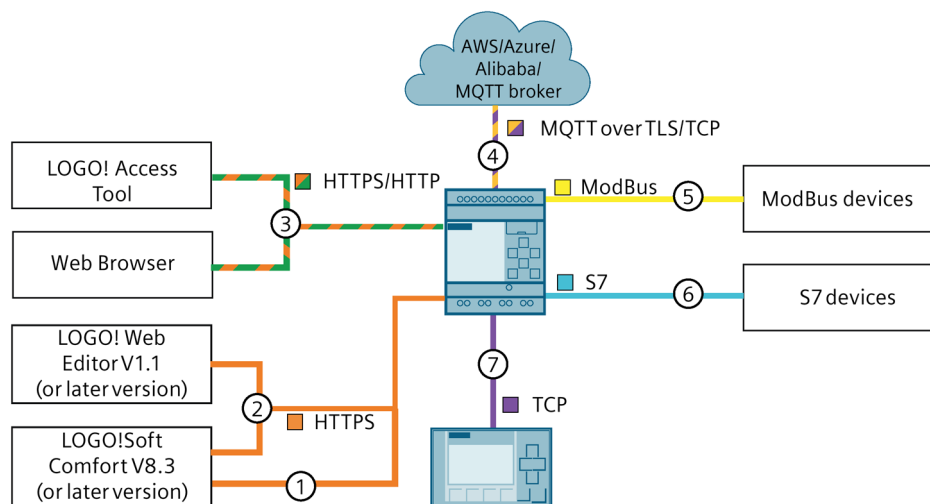 AWS/Azure/
Alibaba/
MQTT broker
MQTT over TLS/TCP
4
LOGO! Access
Tool
HTTPS/HTTP
3
Web Browser
ModBus
5
ModBus devices
S7
6
S7 devices
LOGO! Web
Editor V1.1
(or later version)
2
HTTPS
7
TCP
LOGO!Soft
Comfort V8.3
(or later version)
1